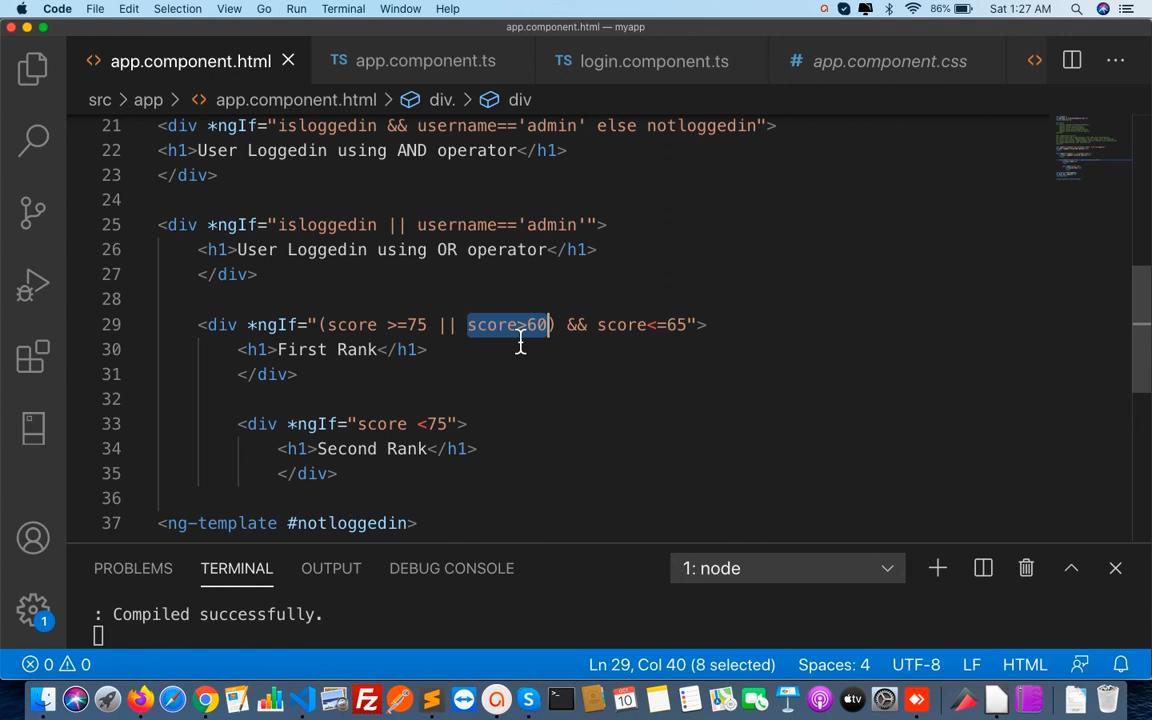 Code File Edit Selection View Go Run Terminal Window Help 86% Sat 1:27 AM
app.component.html — myapp
app.component.html TS app.component.ts TS login.component.ts # app.component.css
src > app > app.component.html > div. > div
21 <div *ngIf="isloggedin && username=='admin' else notloggedin">
22 <h1>User Loggedin using AND operator</h1>
23 </div>
24
25 <div *ngIf="isloggedin || username=='admin'">
26 <h1>User Loggedin using OR operator</h1>
27 </div>
28
29 <div *ngIf="(score >=75 || score>60) && score<=65">
30 <h1>First Rank</h1>
31 </div>
32
33 <div *ngIf="score <75">
34 <h1>Second Rank</h1>
35 </div>
36
37 <ng-template #notloggedin>
PROBLEMS TERMINAL OUTPUT DEBUG CONSOLE 1: node
: Compiled successfully.
1
0 0 Ln 29, Col 40 (8 selected) Spaces: 4 UTF-8 LF HTML